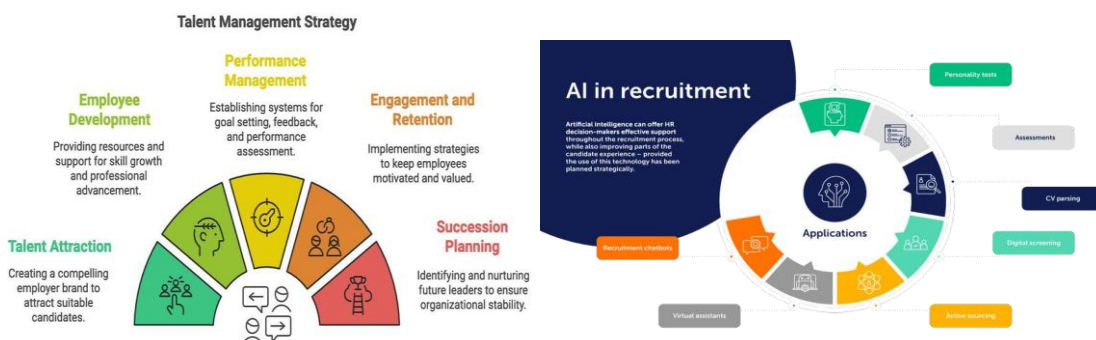 Talent Management Strategy
Performance
Management
Establishing systems for
goal setting, feedback,
and performance
assessment.
Employee
Development
Providing resources and
support for skill growth
and professional
advancement.
Engagement and
Retention
Implementing strategies
to keep employees
motivated and valued.
Talent Attraction
Creating a compelling
employer brand to
attract suitable
candidates.
Succession
Planning
Identifying and nurturing
future leaders to ensure
organizational stability.
AI in recruitment
Artificial intelligence can offer HR
decision-makers effective support
throughout the recruitment process,
while also improving parts of the
candidate experience – provided
the use of this technology has been
planned strategically.
Applications
Personality tests
Assessments
CV parsing
Digital screening
Active sourcing
Virtual assistants
Recruitment chatbots